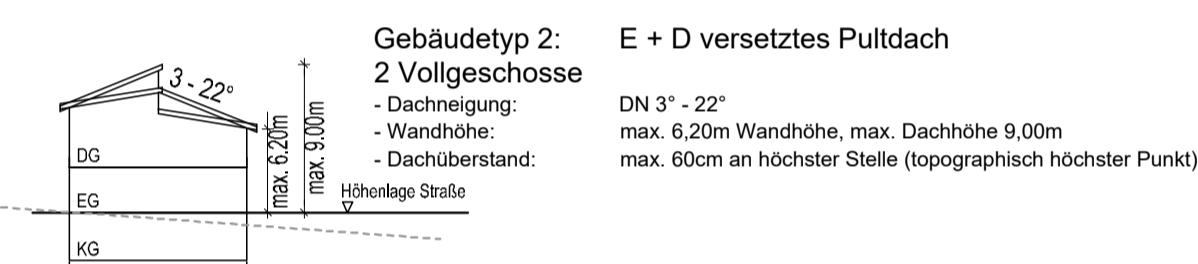 Gebäudetyp 2: E + D versetztes Pultdach
2 Vollgeschosse
- Dachneigung: DN 3° - 22°
- Wandhöhe: max. 6,20m Wandhöhe, max. Dachhöhe 9,00m
- Dachüberstand: max. 60cm an höchster Stelle (topographisch höchster Punkt)
3 - 22°
DG
EG
KG
max. 6.20m
max. 9.00m
Höhenlage Straße